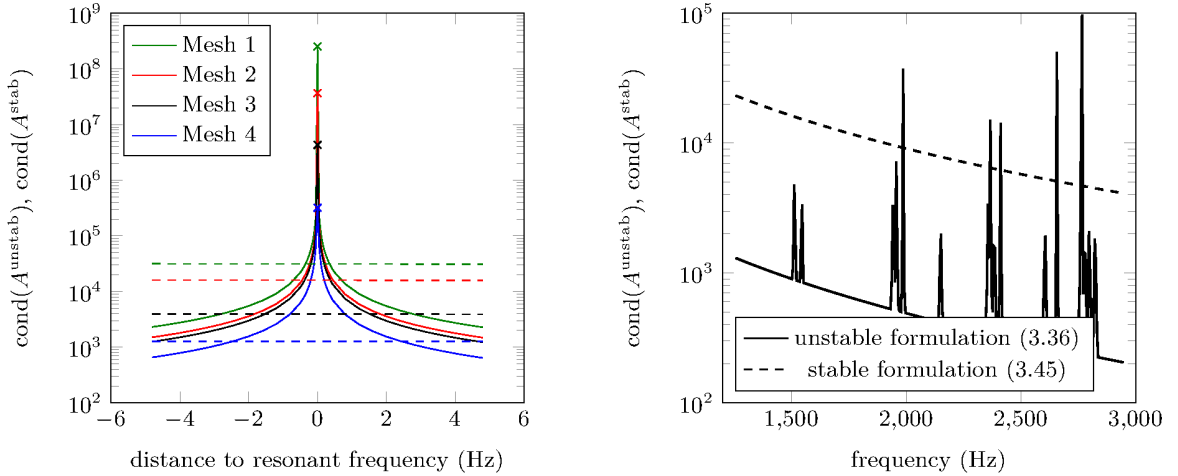 10^9
10^8
10^7
10^6
10^5
10^4
10^3
10^2
cond(A^unstab), cond(A^stab)
Mesh 1
Mesh 2
Mesh 3
Mesh 4
−6 −4 −2 0 2 4 6
distance to resonant frequency (Hz)
10^5
10^4
10^3
10^2
cond(A^unstab), cond(A^stab)
unstable formulation (3.36)
stable formulation (3.45)
1,500 2,000 2,500 3,000
frequency (Hz)